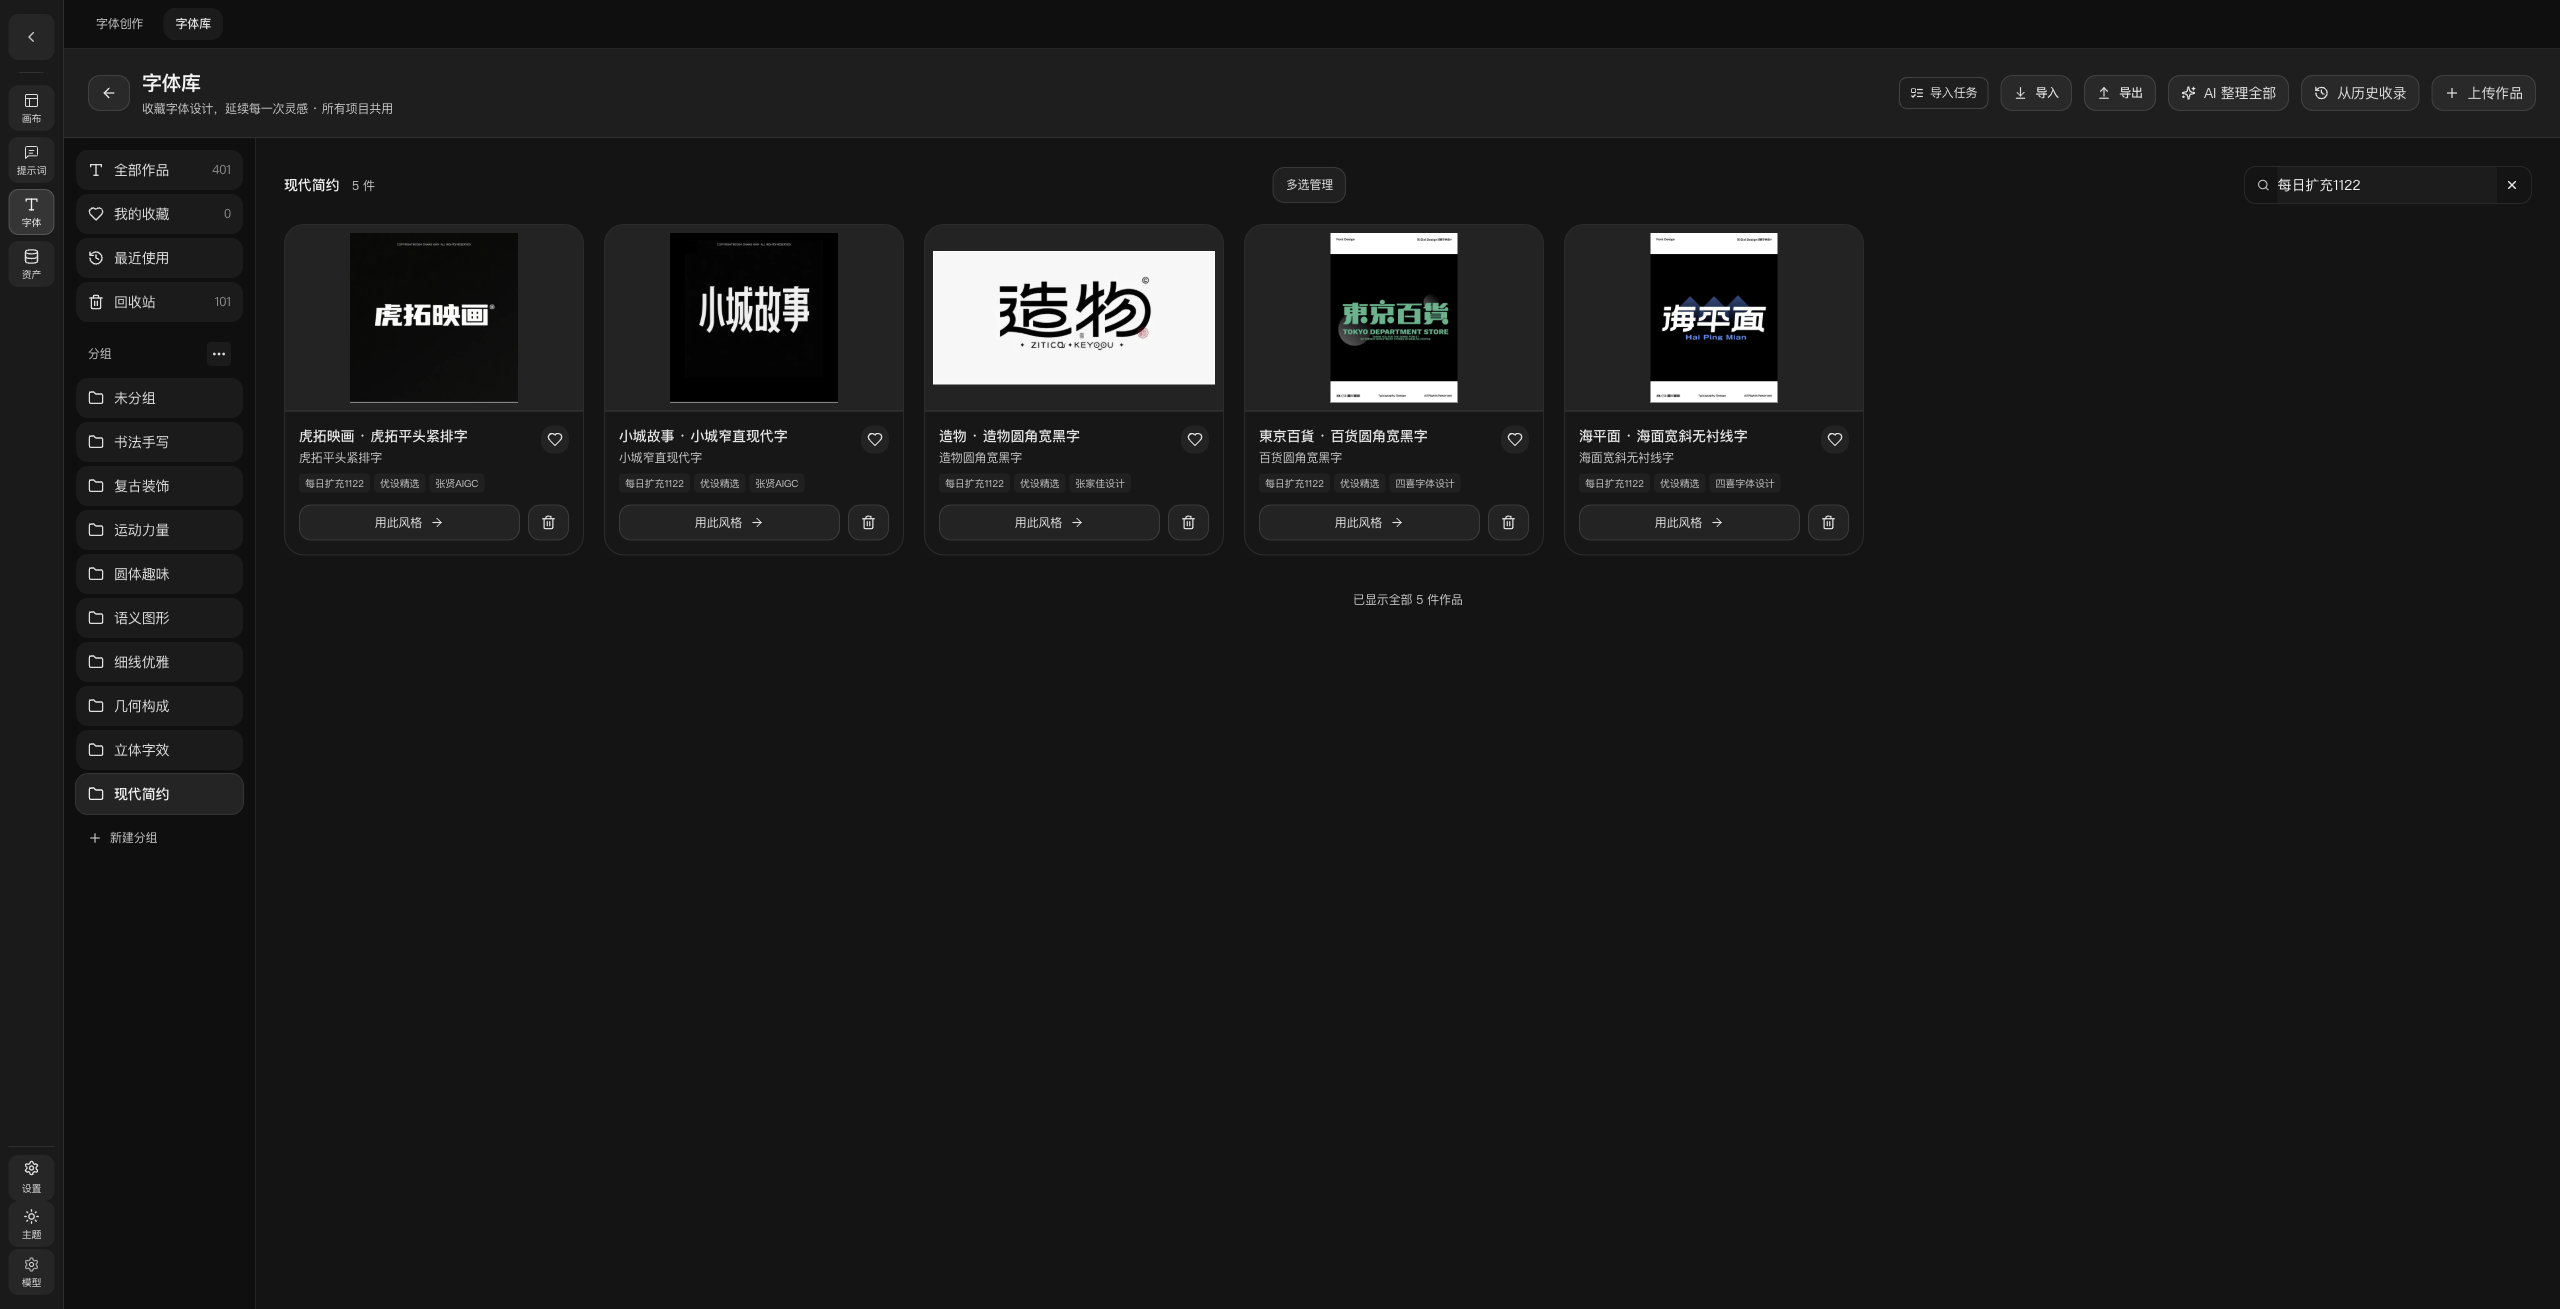 字体创作
字体库
画布
提示词
字体
资产
设置
主题
模型
字体库
收藏字体设计，延续每一次灵感 · 所有项目共用
导入任务
导入
导出
AI 整理全部
从历史收录
上传作品
全部作品 401
我的收藏 0
最近使用
回收站 101
分组
未分组
书法手写
复古装饰
运动力量
圆体趣味
语义图形
细线优雅
几何构成
立体字效
现代简约
新建分组
现代简约 5 件
多选管理
每日扩充1122
虎拓映画
虎拓映画 · 虎拓平头紧排字
虎拓平头紧排字
每日扩充1122 优设精选 张贤AIGC
用此风格
小城故事
小城故事 · 小城窄直现代字
小城窄直现代字
每日扩充1122 优设精选 张贤AIGC
用此风格
造物
©
ZITICQ KEYOOU
造物 · 造物圆角宽黑字
造物圆角宽黑字
每日扩充1122 优设精选 张家佳设计
用此风格
東京百貨
TOKYO DEPARTMENT STORE
東京百貨 · 百货圆角宽黑字
百货圆角宽黑字
每日扩充1122 优设精选 四喜字体设计
用此风格
海平面
Hai Ping Mian
海平面 · 海面宽斜无衬线字
海面宽斜无衬线字
每日扩充1122 优设精选 四喜字体设计
用此风格
已显示全部 5 件作品